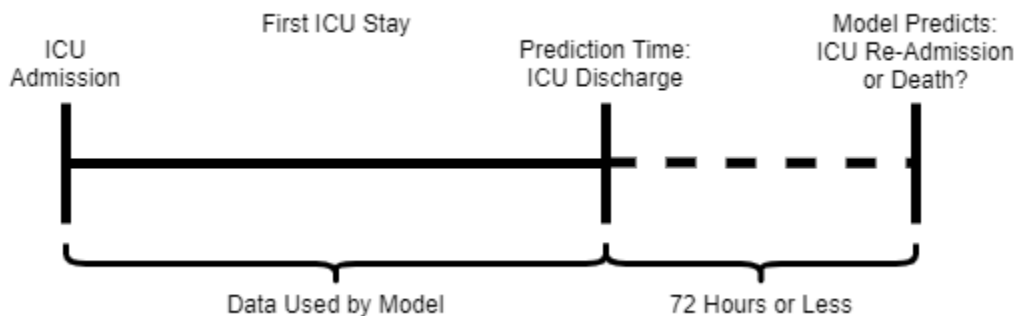 First ICU Stay
ICU
Admission
Prediction Time:
ICU Discharge
Model Predicts:
ICU Re-Admission
or Death?
Data Used by Model
72 Hours or Less